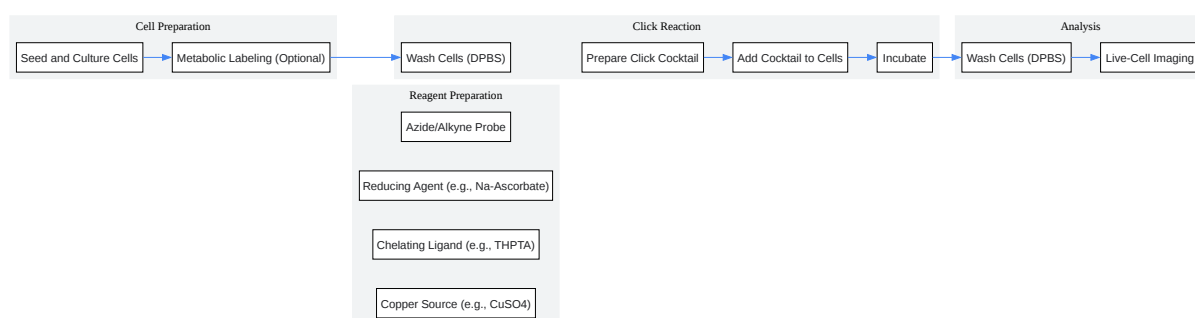 Cell Preparation
Click Reaction
Analysis
Seed and Culture Cells
Metabolic Labeling (Optional)
Wash Cells (DPBS)
Prepare Click Cocktail
Add Cocktail to Cells
Incubate
Wash Cells (DPBS)
Live-Cell Imaging
Reagent Preparation
Azide/Alkyne Probe
Reducing Agent (e.g., Na-Ascorbate)
Chelating Ligand (e.g., THPTA)
Copper Source (e.g., CuSO4)